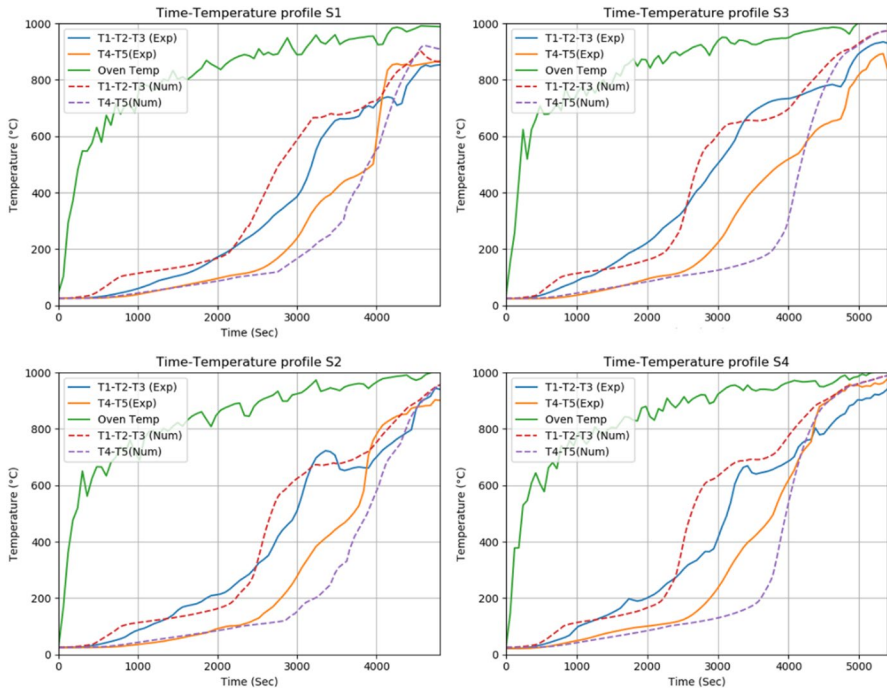 Time-Temperature profile S1
1000
800
600
400
200
0
Temperature (°C)
T1-T2-T3 (Exp)
T4-T5(Exp)
Oven Temp
T1-T2-T3 (Num)
T4-T5(Num)
0 1000 2000 3000 4000
Time (Sec)
Time-Temperature profile S3
1000
800
600
400
200
0
Temperature (°C)
T1-T2-T3 (Exp)
T4-T5(Exp)
Oven Temp
T1-T2-T3 (Num)
T4-T5(Num)
0 1000 2000 3000 4000 5000
Time-Temperature profile S2
1000
800
600
400
200
0
Temperature (°C)
T1-T2-T3 (Exp)
T4-T5(Exp)
Oven Temp
T1-T2-T3 (Num)
T4-T5(Num)
0 1000 2000 3000 4000
Time (Sec)
Time-Temperature profile S4
1000
800
600
400
200
0
Temperature (°C)
T1-T2-T3 (Exp)
T4-T5(Exp)
Oven Temp
T1-T2-T3 (Num)
T4-T5(Num)
0 1000 2000 3000 4000 5000
Time (Sec)